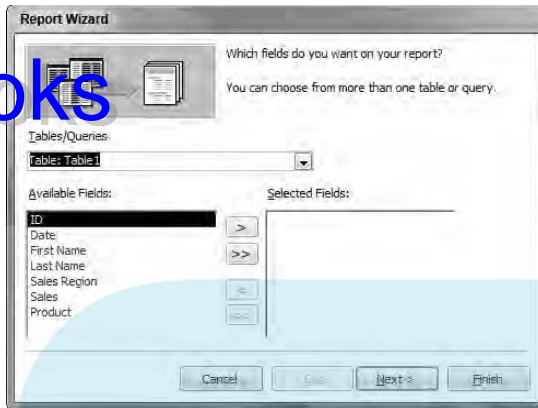 Report Wizard
Which fields do you want on your report?
You can choose from more than one table or query.
oks
Tables/Queries
Table: Table1
Available Fields:
Selected Fields:
ID
Date
First Name
Last Name
Sales Region
Sales
Product
>
>>
<
<<
Cancel
Next >
Finish